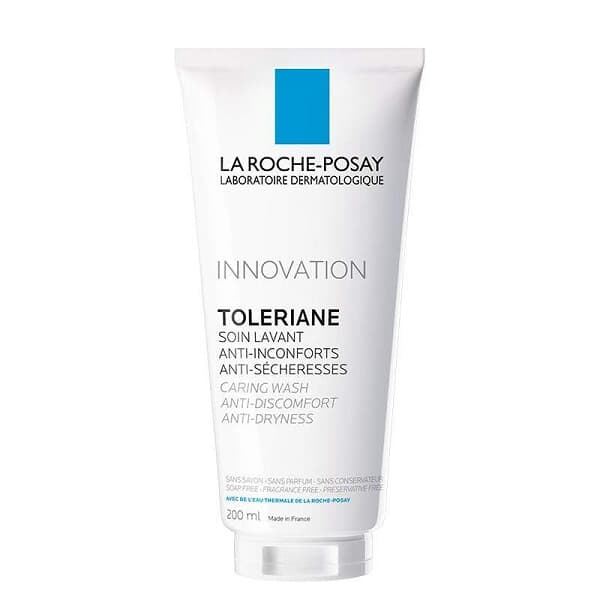 LA ROCHE-POSAY
LABORATOIRE DERMATOLOGIQUE
INNOVATION
TOLERIANE
SOIN LAVANT
ANTI-INCONFORTS
ANTI-SÉCHERESSES
CARING WASH
ANTI-DISCOMFORT
ANTI-DRYNESS
SANS SAVON - SANS PARFUM - SANS CONSERVATEUR
SOAP FREE - FRAGRANCE FREE - PRESERVATIVE FREE
AVEC DE L'EAU THERMALE DE LA ROCHE-POSAY
200 ml Made in France